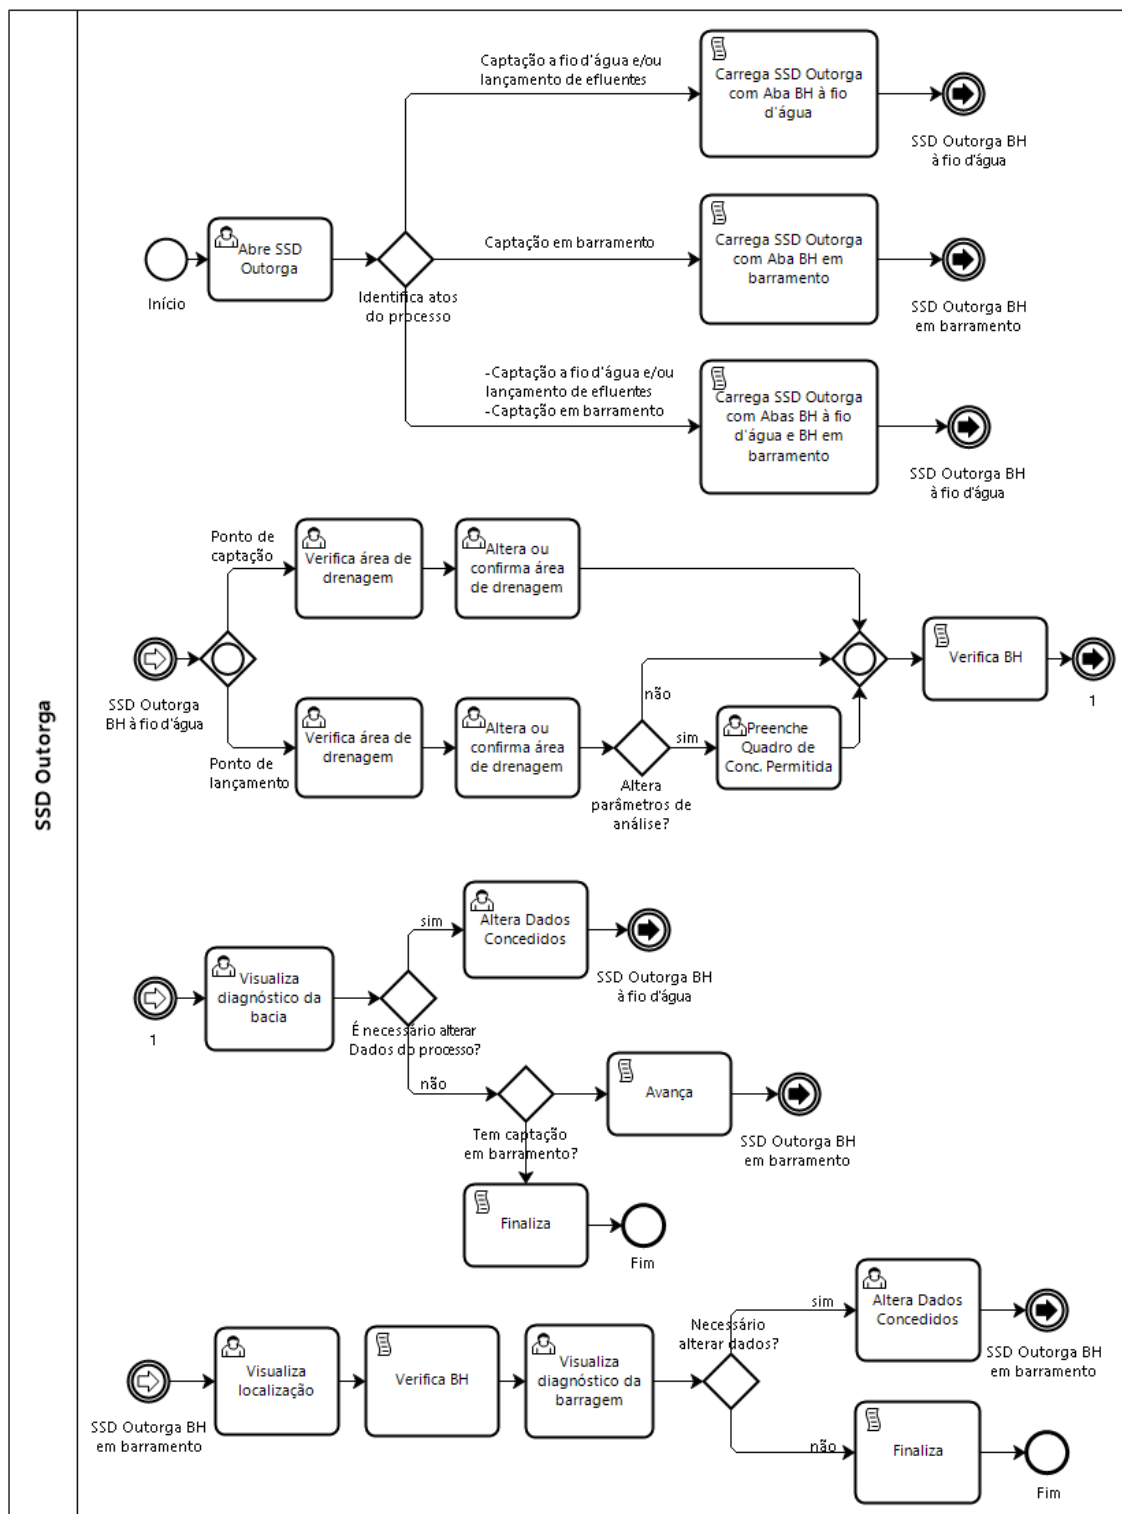 SSD Outorga
Captação a fio d'água e/ou
lançamento de efluentes
Carrega SSD Outorga
com Aba BH à fio
d'água
SSD Outorga BH
à fio d'água
Abre SSD
Outorga
Início
Identifica atos
do processo
Captação em barramento
Carrega SSD Outorga
com Aba BH em
barramento
SSD Outorga BH
em barramento
-Captação a fio d'água e/ou
lançamento de efluentes
-Captação em barramento
Carrega SSD Outorga
com Abas BH à fio
d'água e BH em
barramento
SSD Outorga BH
à fio d'água
Ponto de
captação
Verifica área de
drenagem
Altera ou
confirma área
de drenagem
SSD Outorga
BH à fio d'água
Ponto de
lançamento
Verifica área de
drenagem
Altera ou
confirma área
de drenagem
não
sim
Altera
parâmetros de
análise?
Preenche
Quadro de
Conc. Permitida
Verifica BH
1
1
Visualiza
diagnóstico da
bacia
sim
Altera Dados
Concedidos
SSD Outorga BH
à fio d'água
É necessário alterar
Dados do processo?
não
Tem captação
em barramento?
Avança
SSD Outorga BH
em barramento
Finaliza
Fim
SSD Outorga BH
em barramento
Visualiza
localização
Verifica BH
Visualiza
diagnóstico da
barragem
Necessário
alterar dados?
sim
Altera Dados
Concedidos
SSD Outorga BH
em barramento
não
Finaliza
Fim